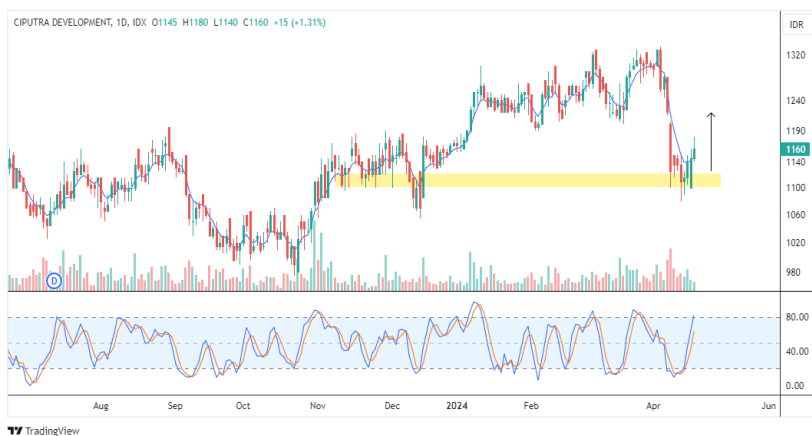 CIPUTRA DEVELOPMENT, 1D, IDX O1145 H1180 L1140 C1160 +15 (+1.31%)
IDR
1320
1240
1190
1160
1140
1100
1060
1020
980
D
80.00
40.00
0.00
Aug Sep Oct Nov Dec 2024 Feb Apr Jun
TradingView